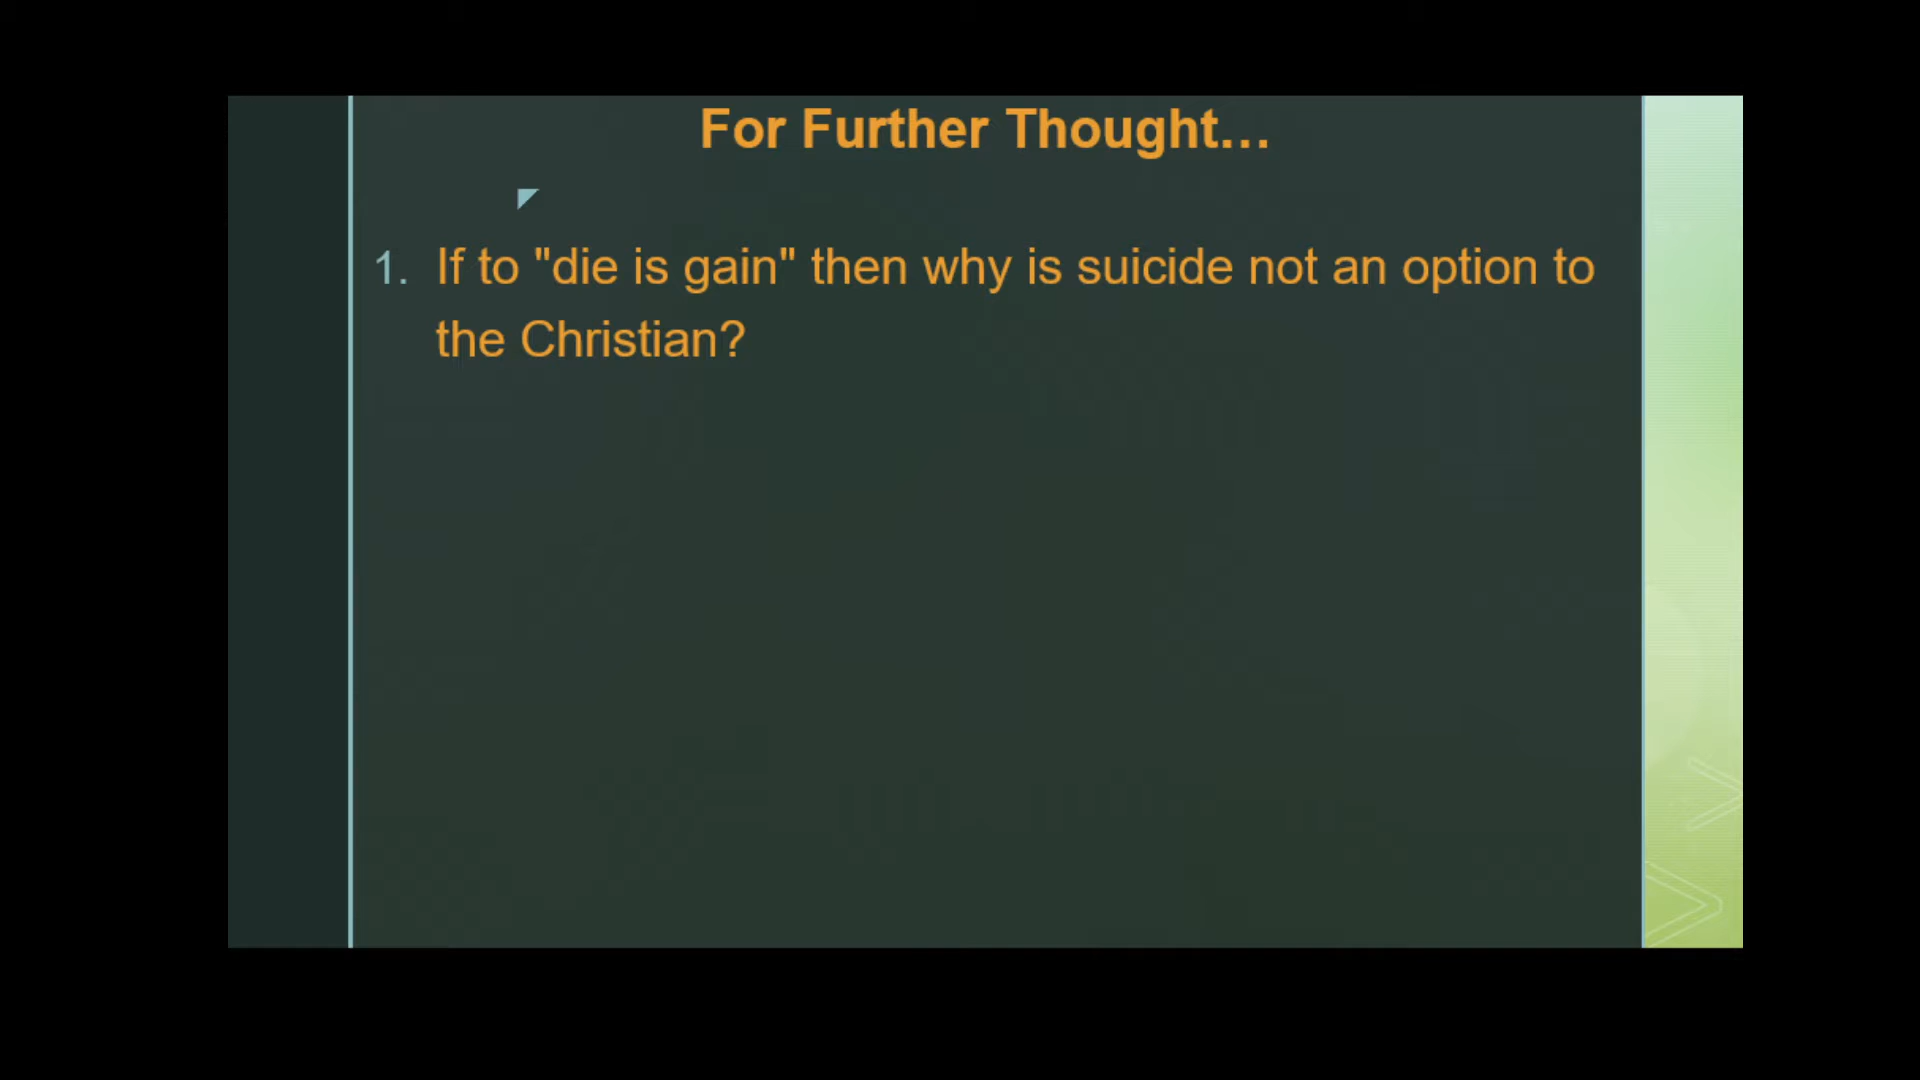 For Further Thought...
1. If to "die is gain" then why is suicide not an option to
the Christian?